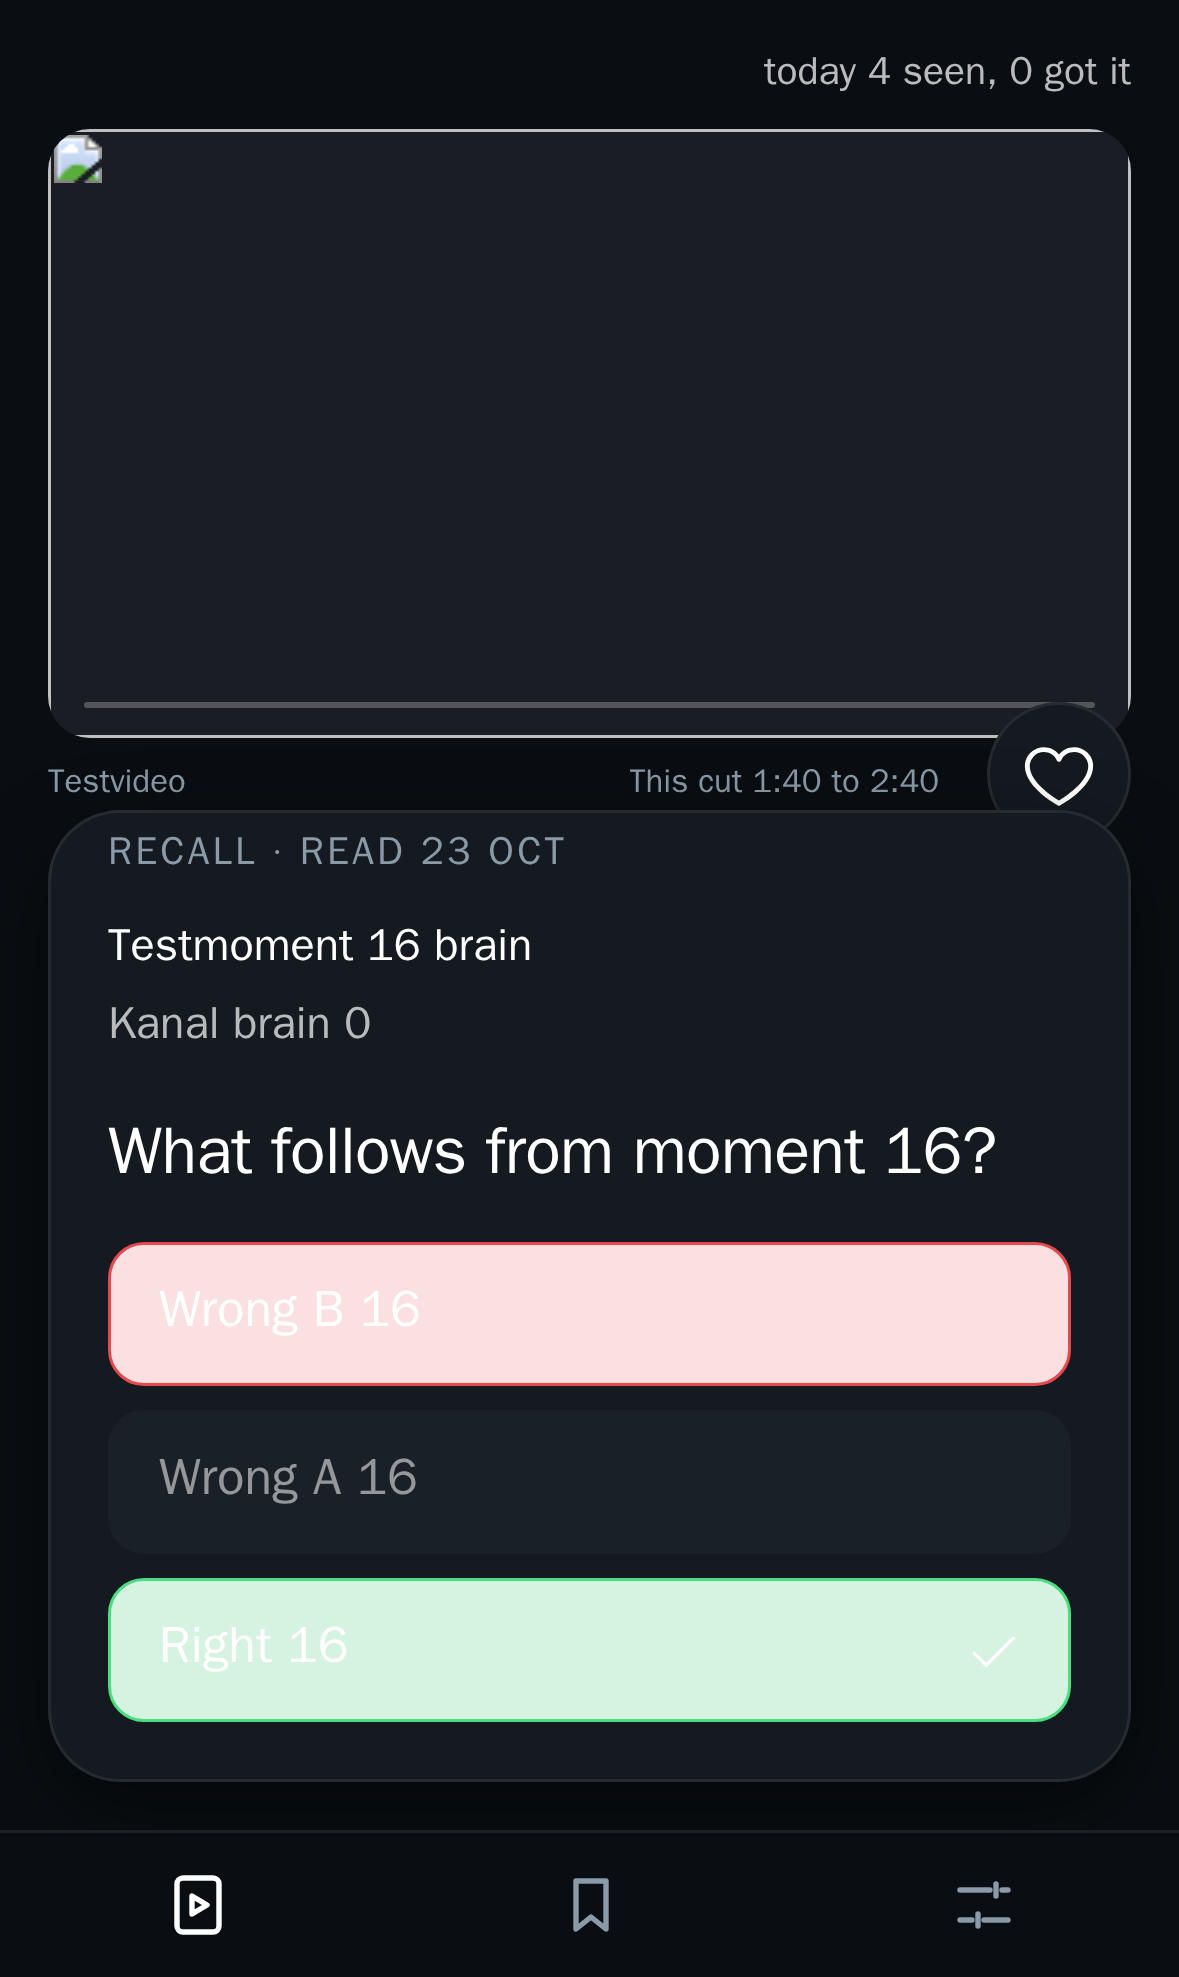 today 4 seen, 0 got it
Testvideo
This cut 1:40 to 2:40
RECALL · READ 23 OCT
Testmoment 16 brain
Kanal brain 0
What follows from moment 16?
Wrong B 16
Wrong A 16
Right 16